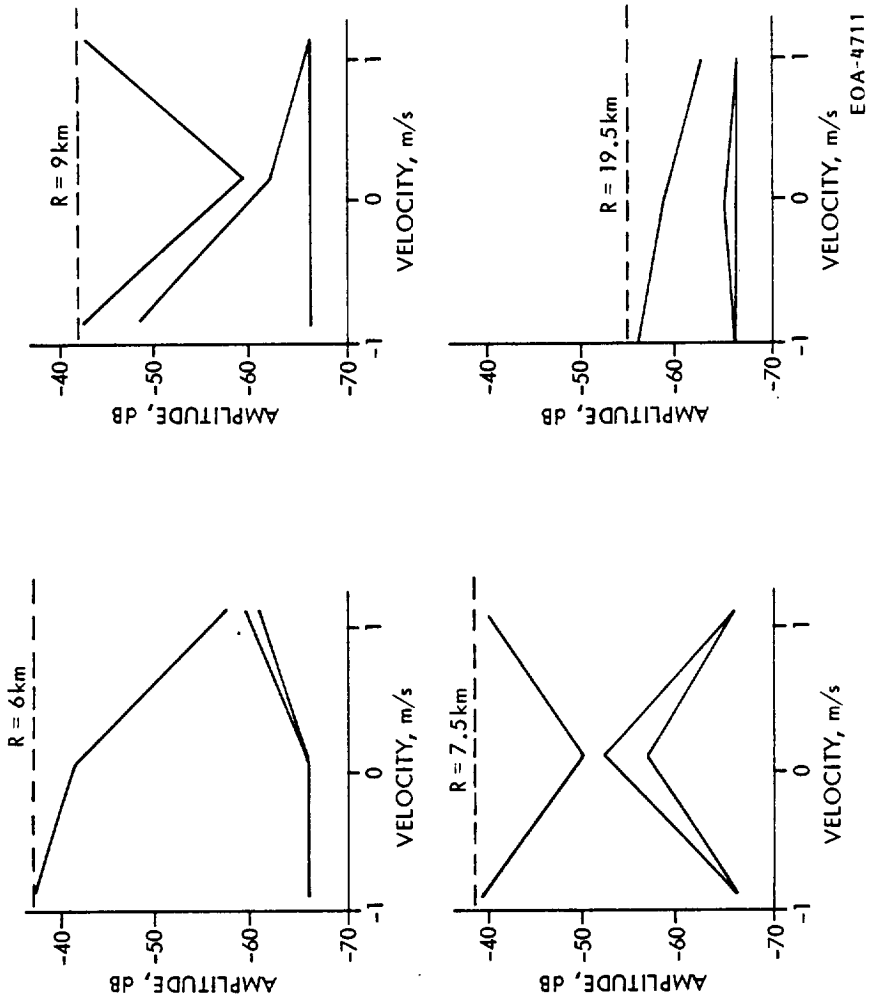 R = 6km
-40
-50
-60
-70
AMPLITUDE, dB
-1
0
1
VELOCITY, m/s
R = 9km
-40
-50
-60
-70
AMPLITUDE, dB
-1
0
1
VELOCITY, m/s
R = 7.5km
-40
-50
-60
-70
AMPLITUDE, dB
-1
0
1
VELOCITY, m/s
R = 19.5km
-40
-50
-60
-70
AMPLITUDE, dB
-1
0
1
VELOCITY, m/s
EOA-4711